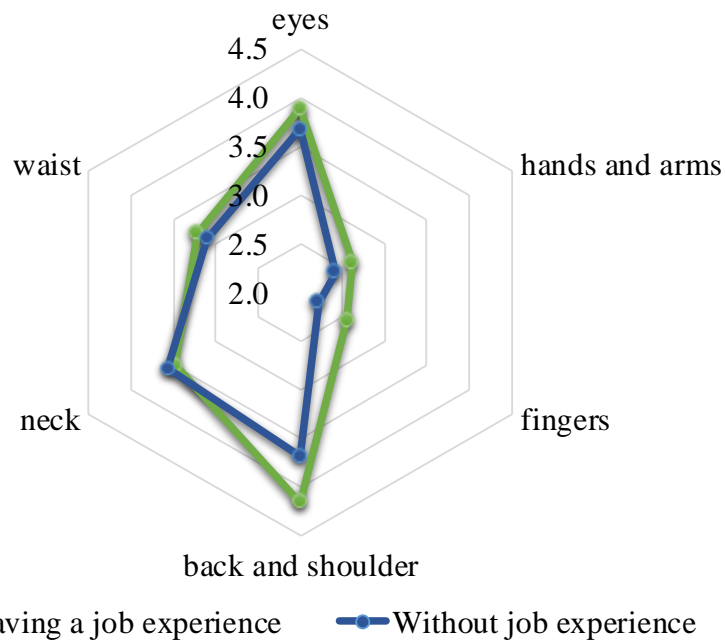 eyes
4.5
4.0
3.5
3.0
2.5
2.0
waist
hands and arms
neck
fingers
back and shoulder
a job experience
Without job experience